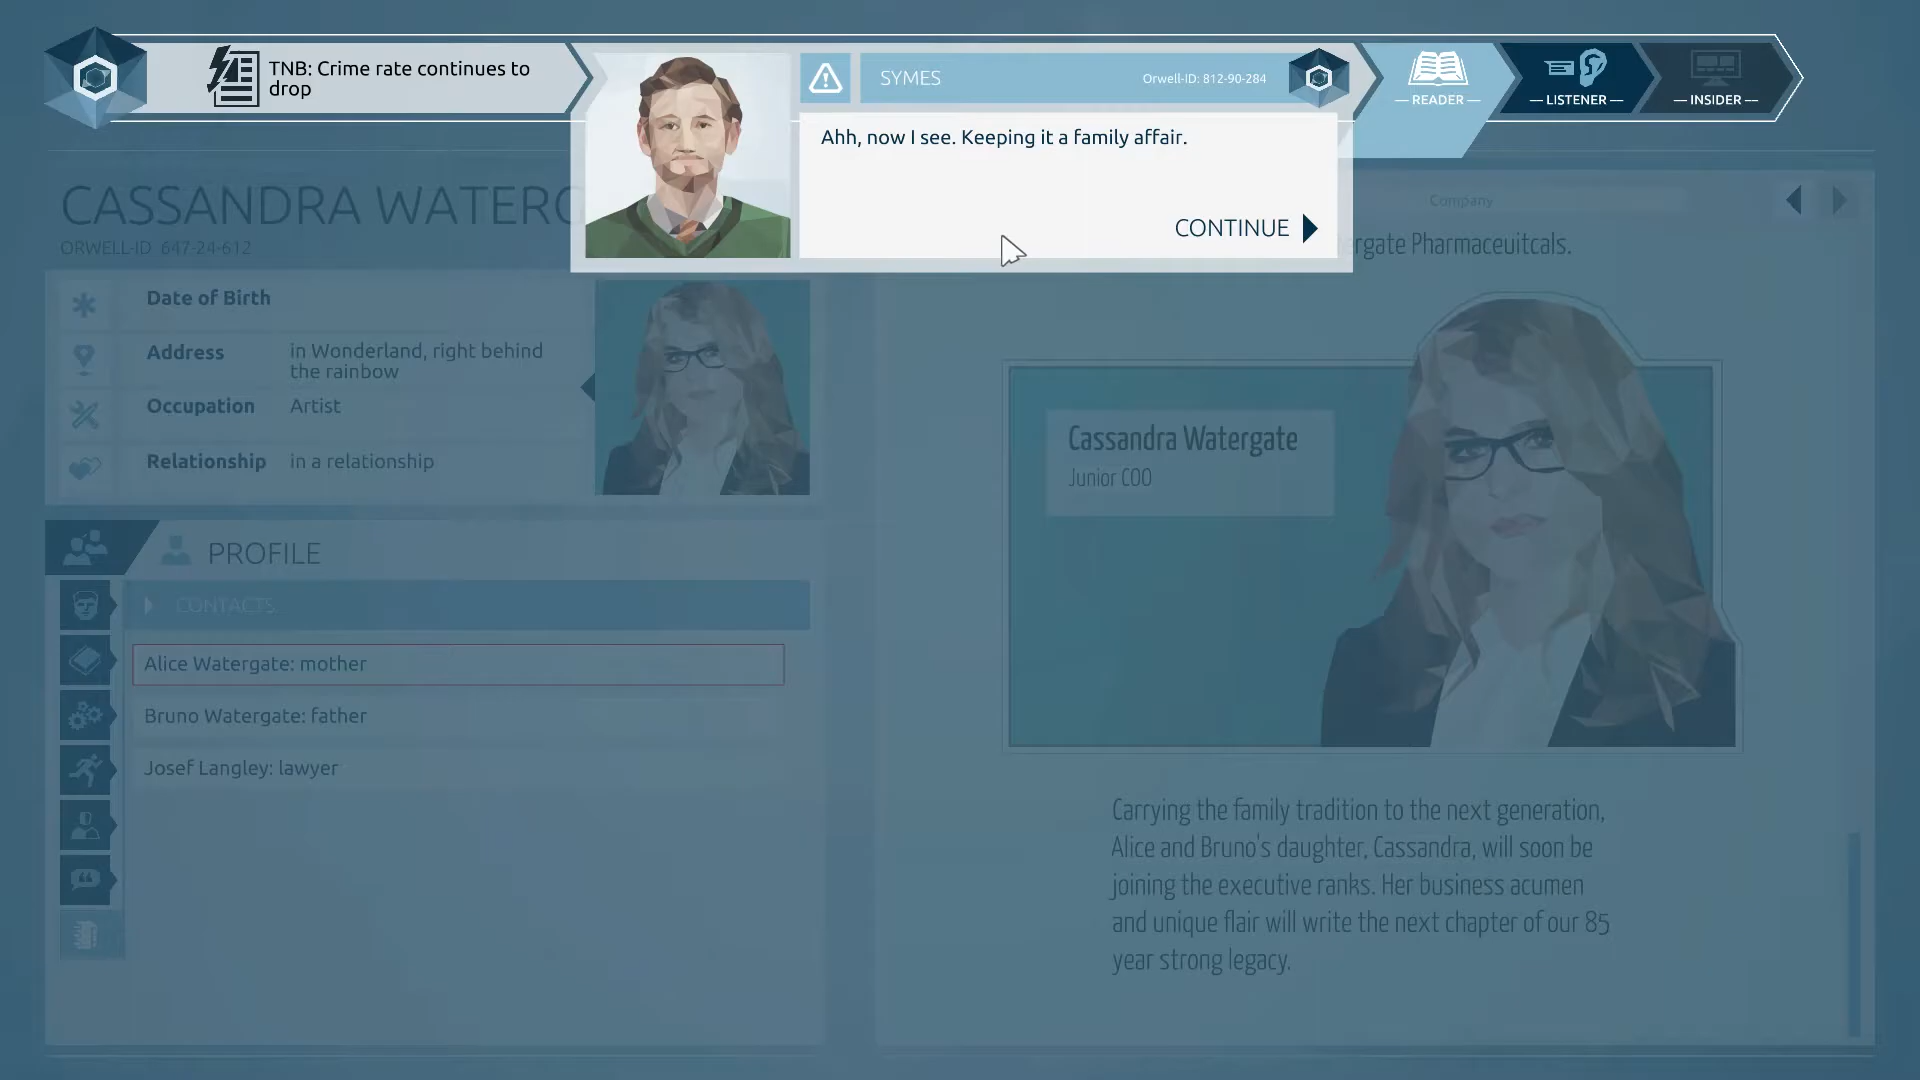 TNB: Crime rate continues to
drop
SYMES
Orwell-ID: 812-90-284
Ahh, now I see. Keeping it a family affair.
CONTINUE
READER
LISTENER
INSIDER
CASSANDRA
ORWELL-ID 647-24-612
Date of Birth
Address in Wonderland, right behind
the rainbow
Occupation Artist
Relationship in a relationship
PROFILE
CONTACTS
Alice Watergate: mother
Bruno Watergate: father
Josef Langley: lawyer
Company
Pharmaceuitcals.
Cassandra Watergate
Junior COO
Carrying the family tradition to the next generation,
Alice and Bruno's daughter, Cassandra, will soon be
joining the executive ranks. Her business acumen
and unique flair will write the next chapter of our 85
year strong legacy.